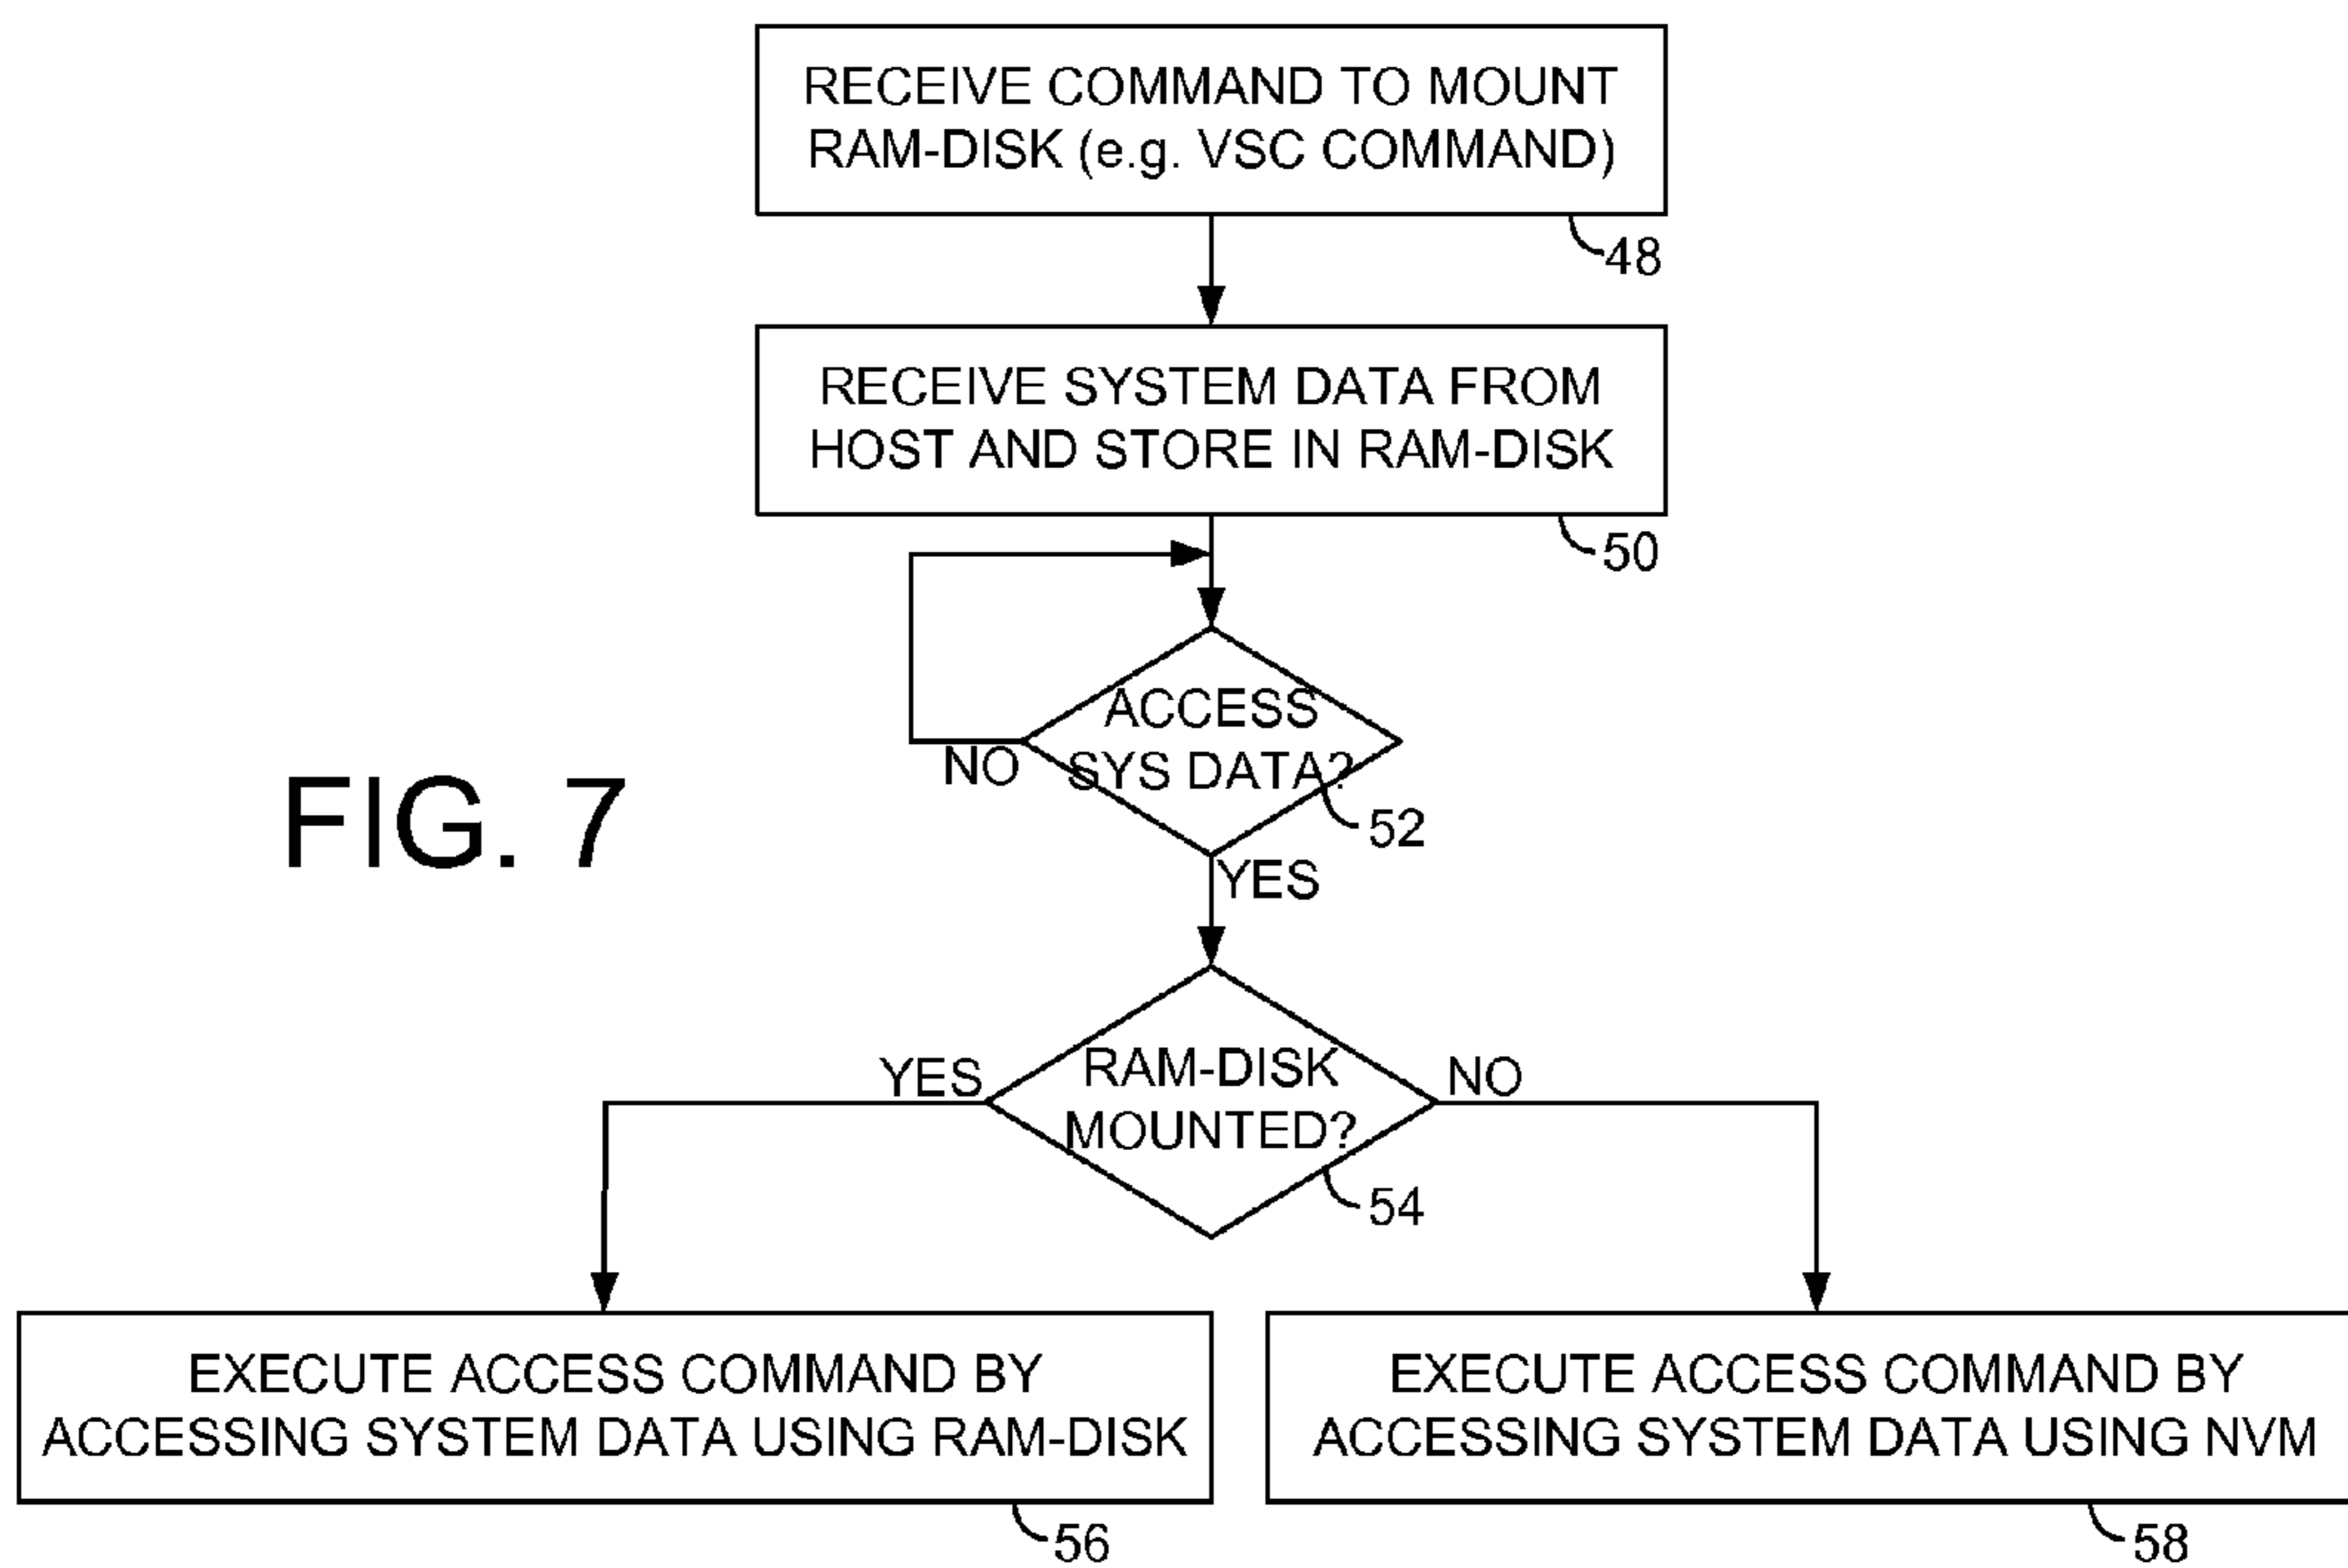 RECEIVE COMMAND TO MOUNT
RAM-DISK (e.g. VSC COMMAND)
48
RECEIVE SYSTEM DATA FROM
HOST AND STORE IN RAM-DISK
50
ACCESS
SYS DATA?
NO
52
YES
FIG. 7
RAM-DISK
MOUNTED?
YES
NO
54
EXECUTE ACCESS COMMAND BY
ACCESSING SYSTEM DATA USING RAM-DISK
56
EXECUTE ACCESS COMMAND BY
ACCESSING SYSTEM DATA USING NVM
58